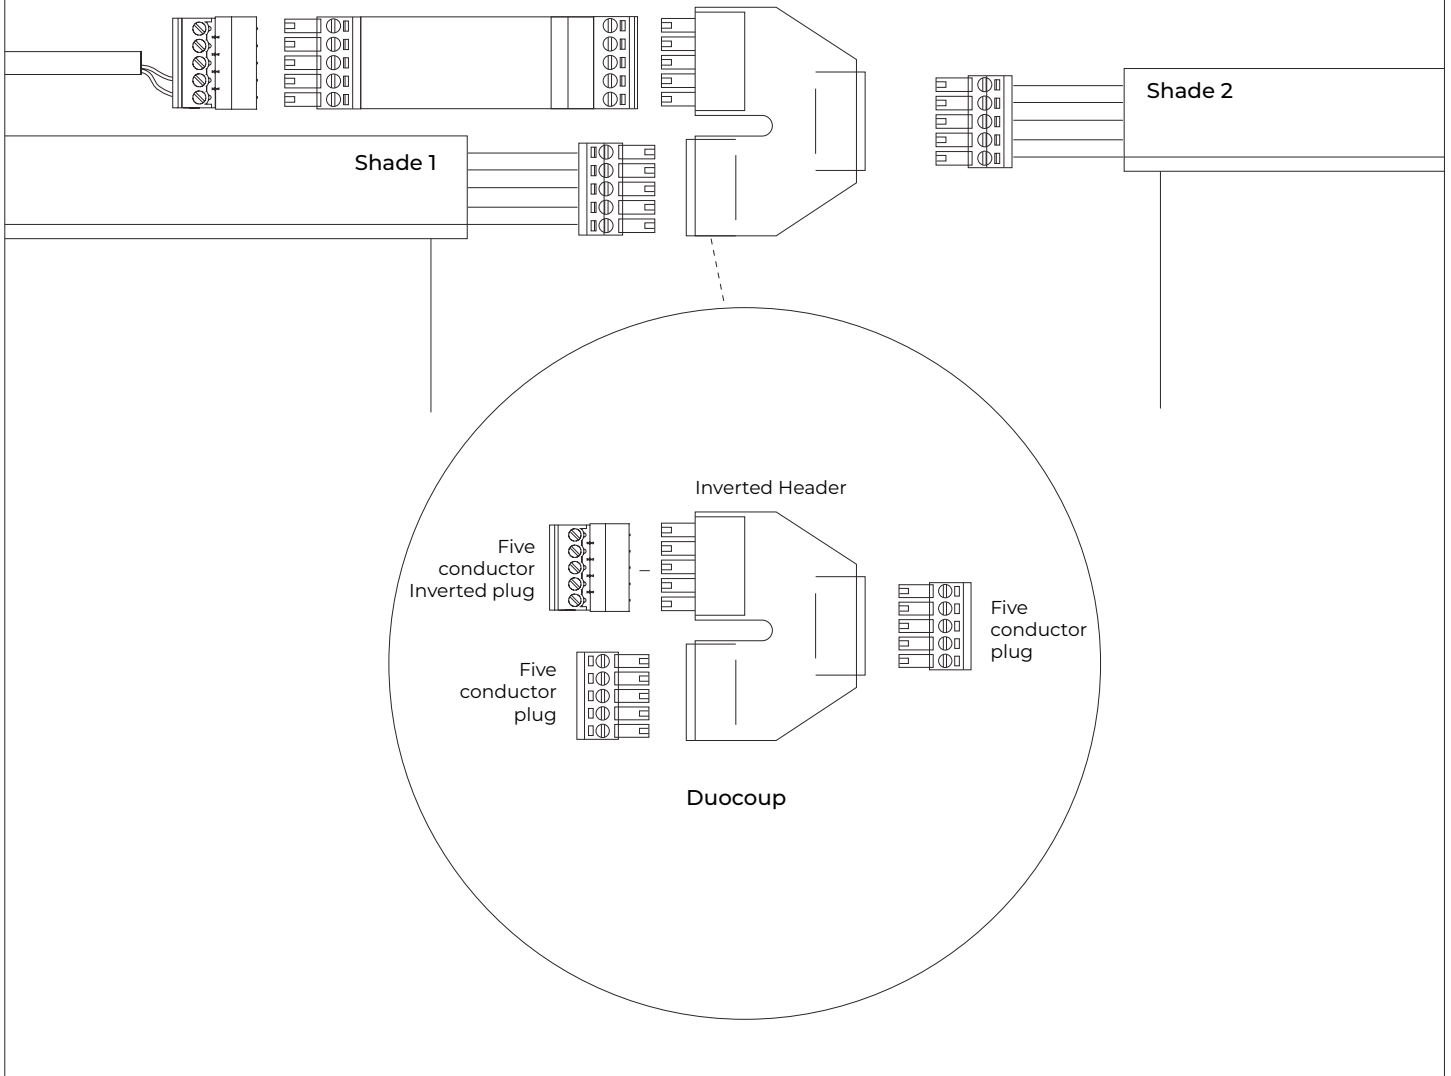 Shade 2
Shade 1
Inverted Header
Five
conductor
Inverted plug
Five
conductor
plug
Five
conductor
plug
Duocoup